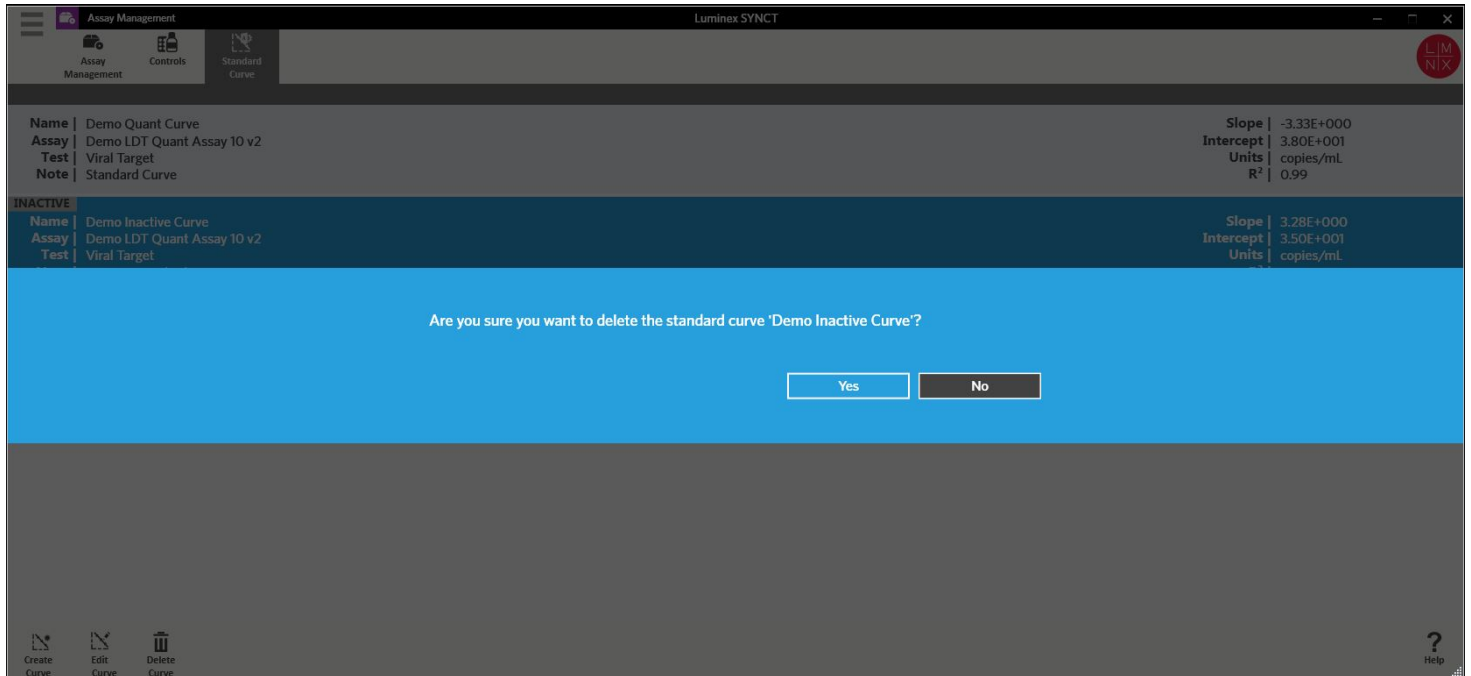 Assay Management
Luminex SYNCT
Assay
Management
Controls
Standard
Curve
L M
N X
Name | Demo Quant Curve
Assay | Demo LDT Quant Assay 10 v2
Test | Viral Target
Note | Standard Curve
Slope | -3.33E+000
Intercept | 3.80E+001
Units | copies/mL
R² | 0.99
INACTIVE
Name | Demo Inactive Curve
Assay | Demo LDT Quant Assay 10 v2
Test | Viral Target
Slope | 3.28E+000
Intercept | 3.50E+001
Units | copies/mL
Are you sure you want to delete the standard curve 'Demo Inactive Curve'?
Yes
No
Create
Curve
Edit
Curve
Delete
Curve
?
Help